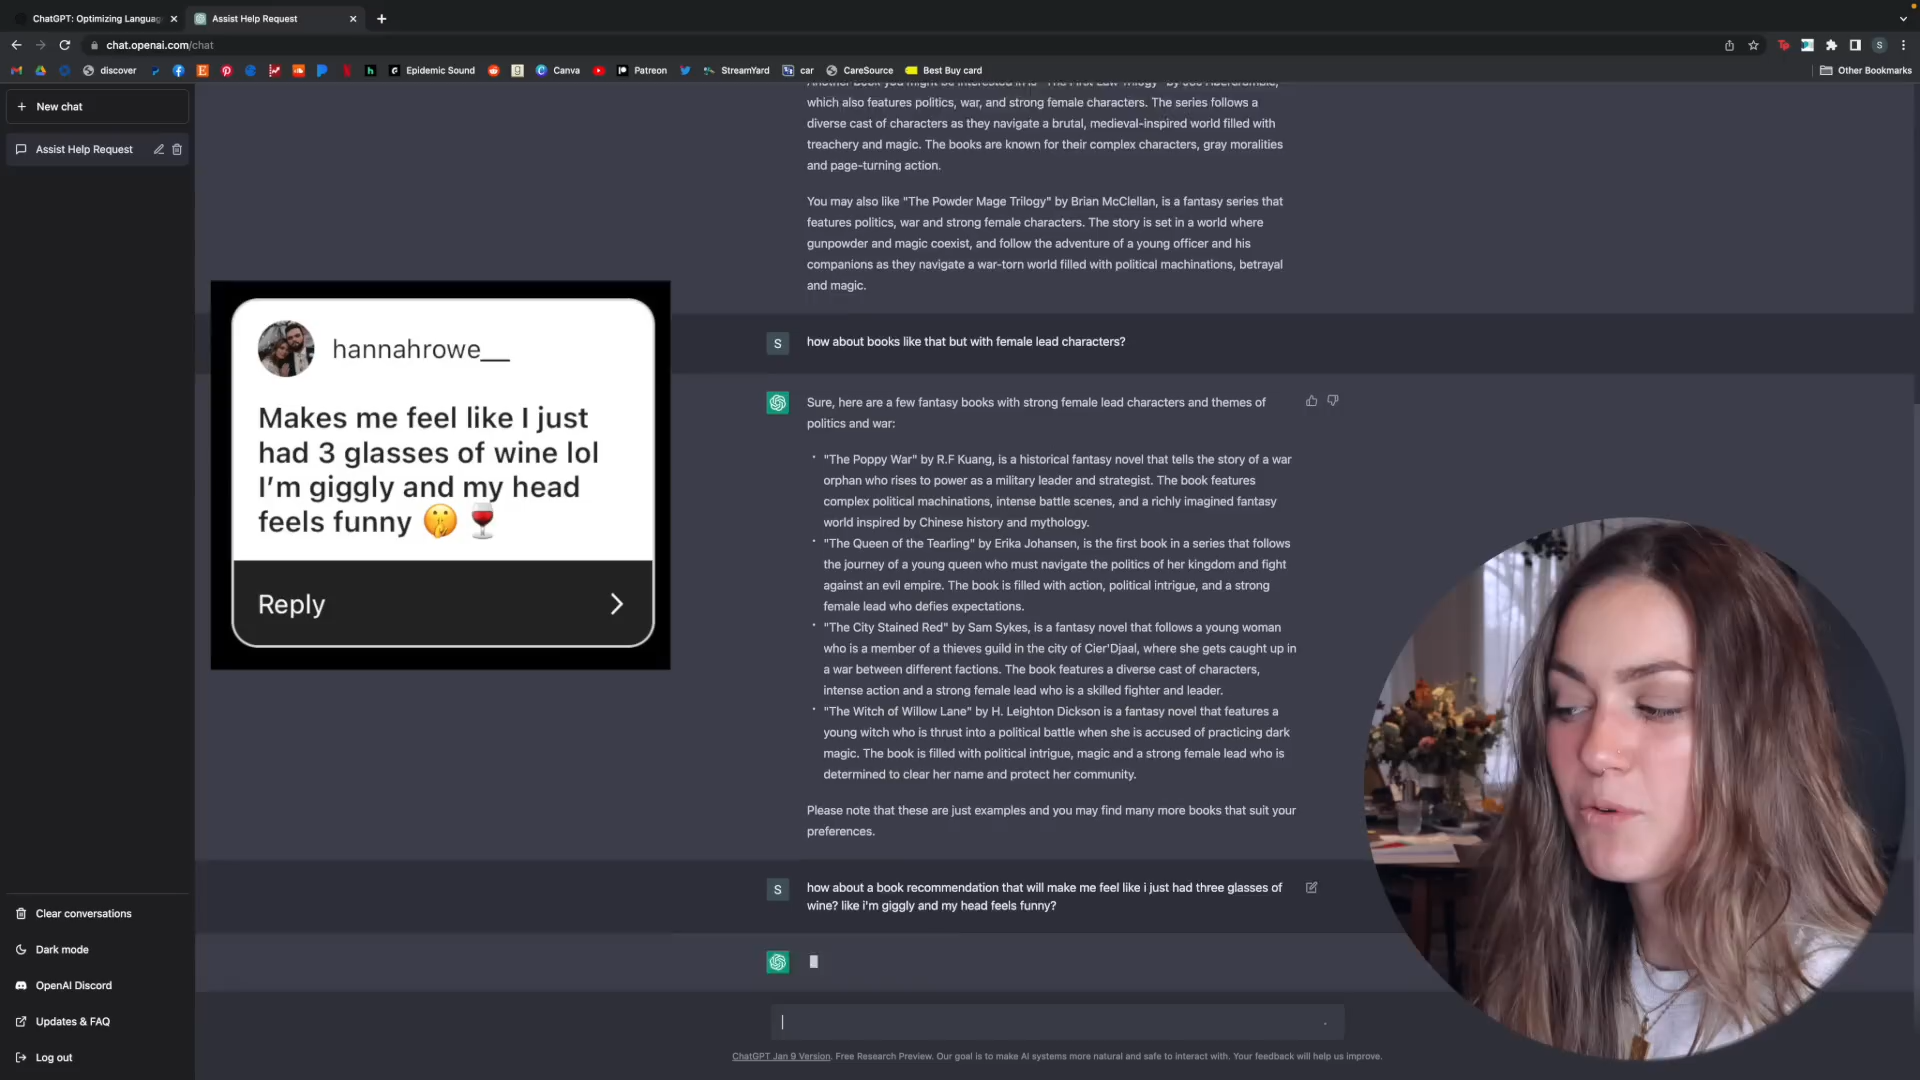 ChatGPT: Optimizing Langua
Assist Help Request
chat.openai.com/chat
discover
Epidemic Sound
Canva
Patreon
StreamYard
car
CareSource
Best Buy card
Other Bookmarks
New chat
Assist Help Request
Another book you might be interested in is "The First Law Trilogy" by Joe Abercrombie,
which also features politics, war, and strong female characters. The series follows a
diverse cast of characters as they navigate a brutal, medieval-inspired world filled with
treachery and magic. The books are known for their complex characters, gray moralities
and page-turning action.
You may also like "The Powder Mage Trilogy" by Brian McClellan, is a fantasy series that
features politics, war and strong female characters. The story is set in a world where
gunpowder and magic coexist, and follow the adventure of a young officer and his
companions as they navigate a war-torn world filled with political machinations, betrayal
and magic.
S
how about books like that but with female lead characters?
Sure, here are a few fantasy books with strong female lead characters and themes of
politics and war:
• "The Poppy War" by R.F Kuang, is a historical fantasy novel that tells the story of a war
orphan who rises to power as a military leader and strategist. The book features
complex political machinations, intense battle scenes, and a richly imagined fantasy
world inspired by Chinese history and mythology.
• "The Queen of the Tearling" by Erika Johansen, is the first book in a series that follows
the journey of a young queen who must navigate the politics of her kingdom and fight
against an evil empire. The book is filled with action, political intrigue, and a strong
female lead who defies expectations.
• "The City Stained Red" by Sam Sykes, is a fantasy novel that follows a young woman
who is a member of a thieves guild in the city of Cier'Djaal, where she gets caught up in
a war between different factions. The book features a diverse cast of characters,
intense action and a strong female lead who is a skilled fighter and leader.
• "The Witch of Willow Lane" by H. Leighton Dickson is a fantasy novel that features a
young witch who is thrust into a political battle when she is accused of practicing dark
magic. The book is filled with political intrigue, magic and a strong female lead who is
determined to clear her name and protect her community.
Please note that these are just examples and you may find many more books that suit your
preferences.
S
how about a book recommendation that will make me feel like i just had three glasses of
wine? like i'm giggly and my head feels funny?
hannahrowe__
Makes me feel like I just
had 3 glasses of wine lol
I'm giggly and my head
feels funny 🤫 🍷
Reply
Clear conversations
Dark mode
OpenAI Discord
Updates & FAQ
Log out
ChatGPT Jan 9 Version. Free Research Preview. Our goal is to make AI systems more natural and safe to interact with. Your feedback will help us improve.